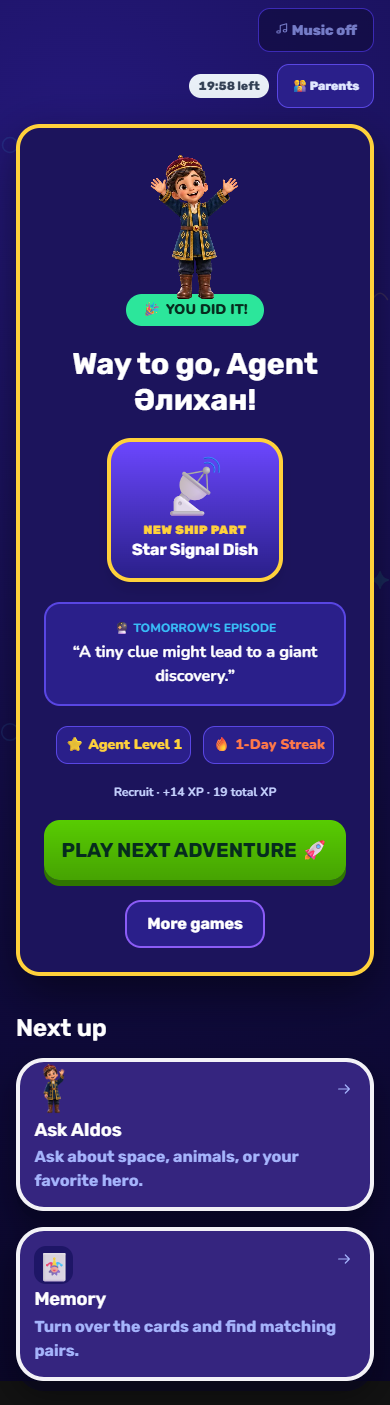 Music off
19:58 left
Parents
YOU DID IT!
Way to go, Agent
Әлихан!
NEW SHIP PART
Star Signal Dish
TOMORROW'S EPISODE
“A tiny clue might lead to a giant
discovery.”
Agent Level 1
1-Day Streak
Recruit · +14 XP · 19 total XP
PLAY NEXT ADVENTURE
More games
Next up
Ask Aldos
Ask about space, animals, or your
favorite hero.
Memory
Turn over the cards and find matching
pairs.